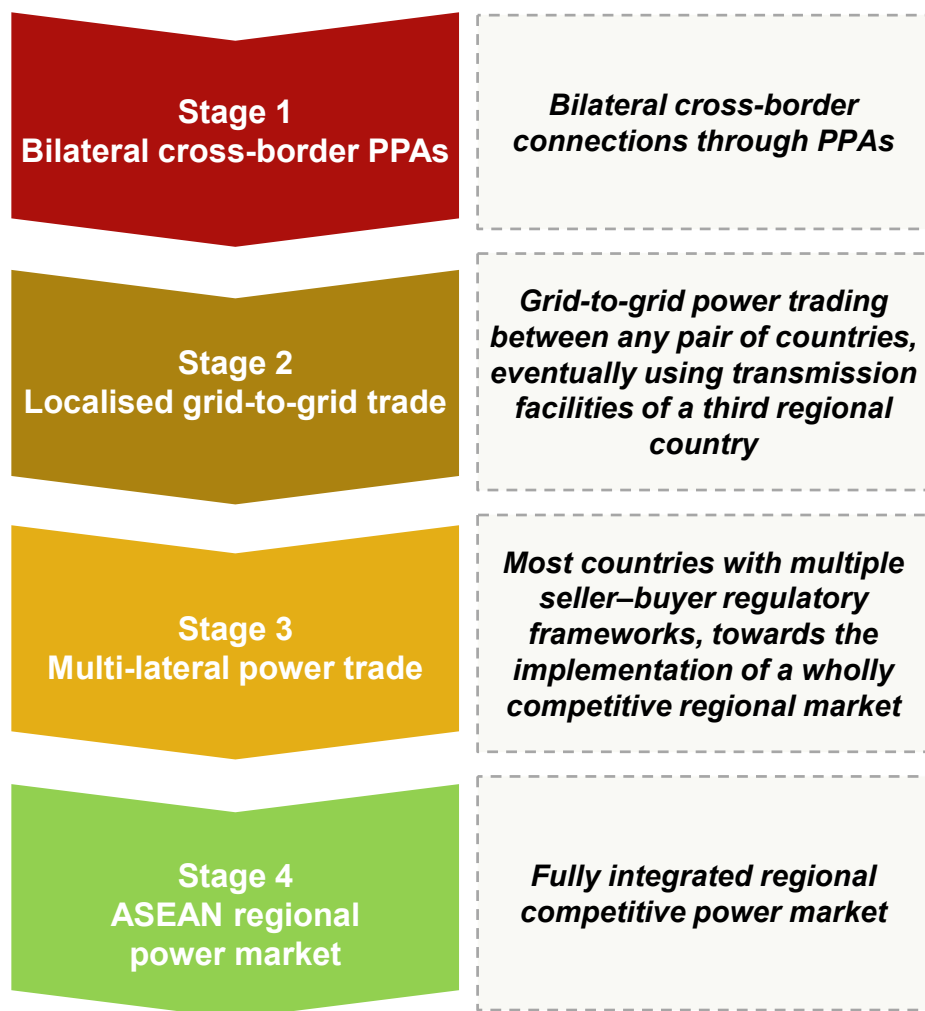 Stage 1
Bilateral cross-border PPAs
Bilateral cross-border
connections through PPAs
Stage 2
Localised grid-to-grid trade
Grid-to-grid power trading
between any pair of countries,
eventually using transmission
facilities of a third regional
country
Stage 3
Multi-lateral power trade
Most countries with multiple
seller–buyer regulatory
frameworks, towards the
implementation of a wholly
competitive regional market
Stage 4
ASEAN regional
power market
Fully integrated regional
competitive power market